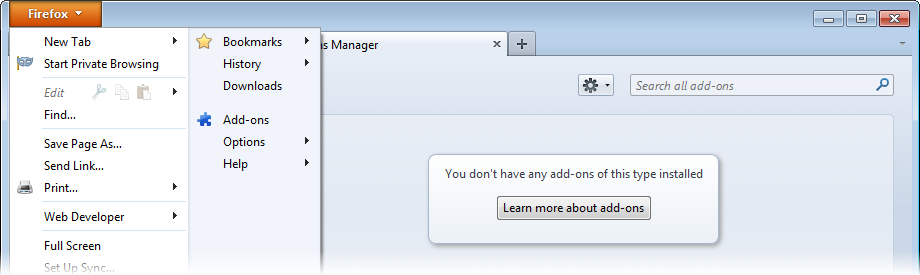 Firefox
New Tab
Start Private Browsing
Edit
Find...
Save Page As...
Send Link...
Print...
Web Developer
Full Screen
Set Up Sync...
Bookmarks
History
Downloads
Add-ons
Options
Help
ns Manager
Search all add-ons
You don't have any add-ons of this type installed
Learn more about add-ons